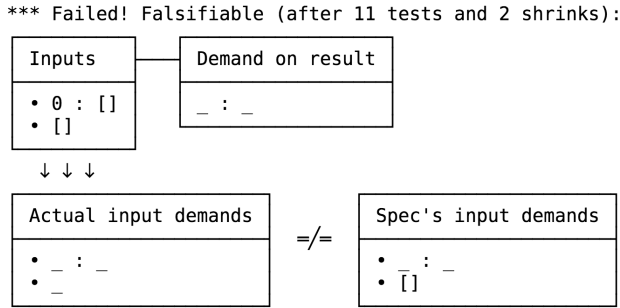 *** Failed! Falsifiable (after 11 tests and 2 shrinks):
Inputs
• 0 : []
• []
Demand on result
_ : _
↓ ↓ ↓
Actual input demands
• _ : _
• _
=/=
Spec's input demands
• _ : _
• []